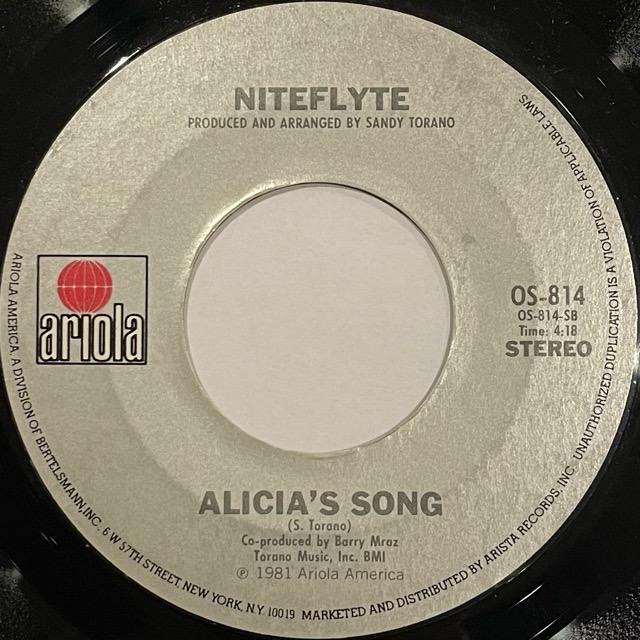 NITEFLYTE
PRODUCED AND ARRANGED BY SANDY TORANO
ariola
OS-814
OS-814-SB
Time: 4:18
STEREO
ALICIA'S SONG
(S. Torano)
Co-produced by Barry Mraz
Torano Music, Inc. BMI
℗ 1981 Ariola America
ARIOLA AMERICA. A DIVISION OF BERTELSMANN, INC. 6 W 57TH STREET, NEW YORK, N.Y. 10019 MARKETED AND DISTRIBUTED BY ARISTA RECORDS, INC. UNAUTHORIZED DUPLICATION IS A VIOLATION OF APPLICABLE LAWS